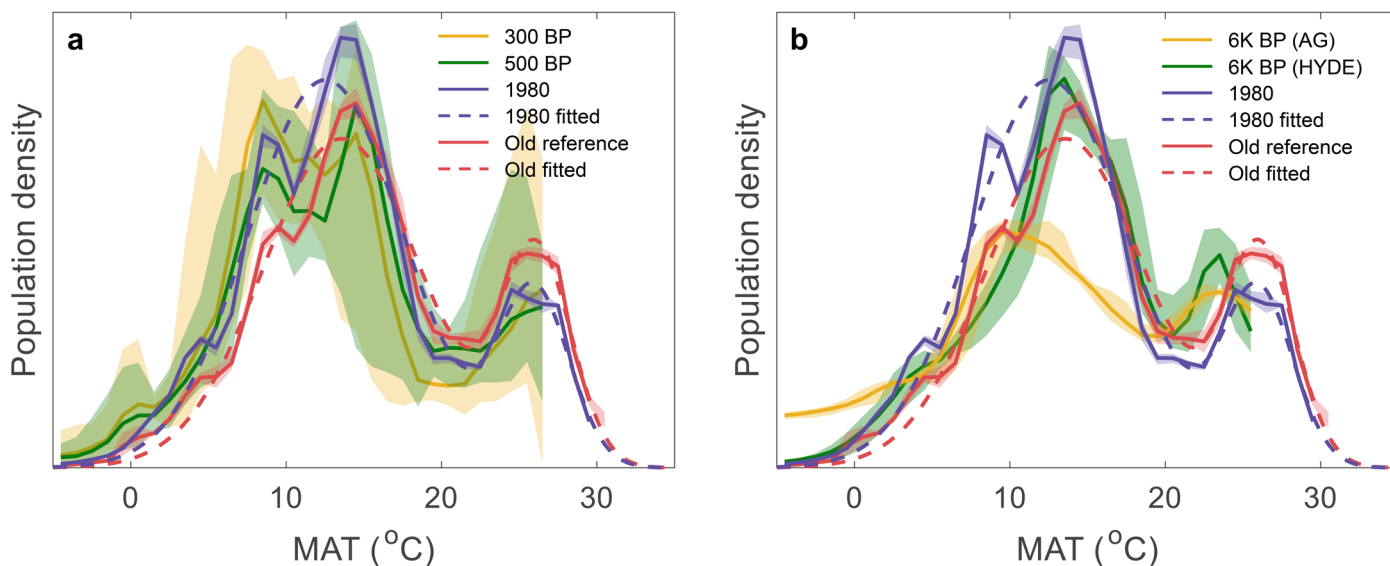 a
300 BP
500 BP
1980
1980 fitted
Old reference
Old fitted
Population density
0 10 20 30
MAT (°C)
b
6K BP (AG)
6K BP (HYDE)
1980
1980 fitted
Old reference
Old fitted
Population density
0 10 20 30
MAT (°C)